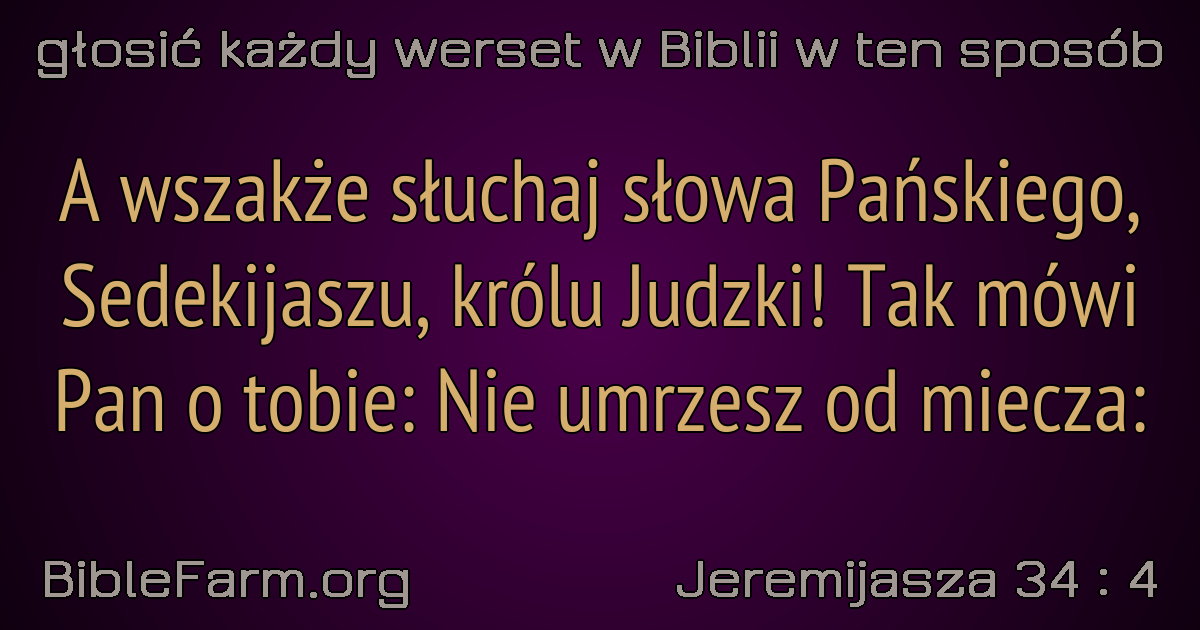 głosić każdy werset w Biblii w ten sposób
A wszakże słuchaj słowa Pańskiego,
Sedekijaszu, królu Judzki! Tak mówi
Pan o tobie: Nie umrzesz od miecza:
BibleFarm.org
Jeremijasza 34 : 4